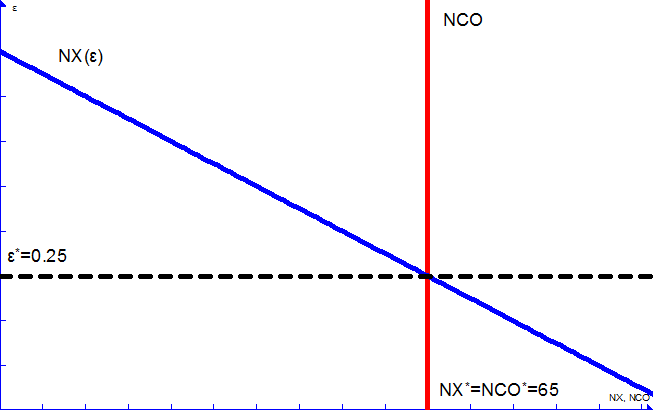 ε
NCO
NX(ε)
ε*=0.25
NX*=NCO*=65
NX, NCO